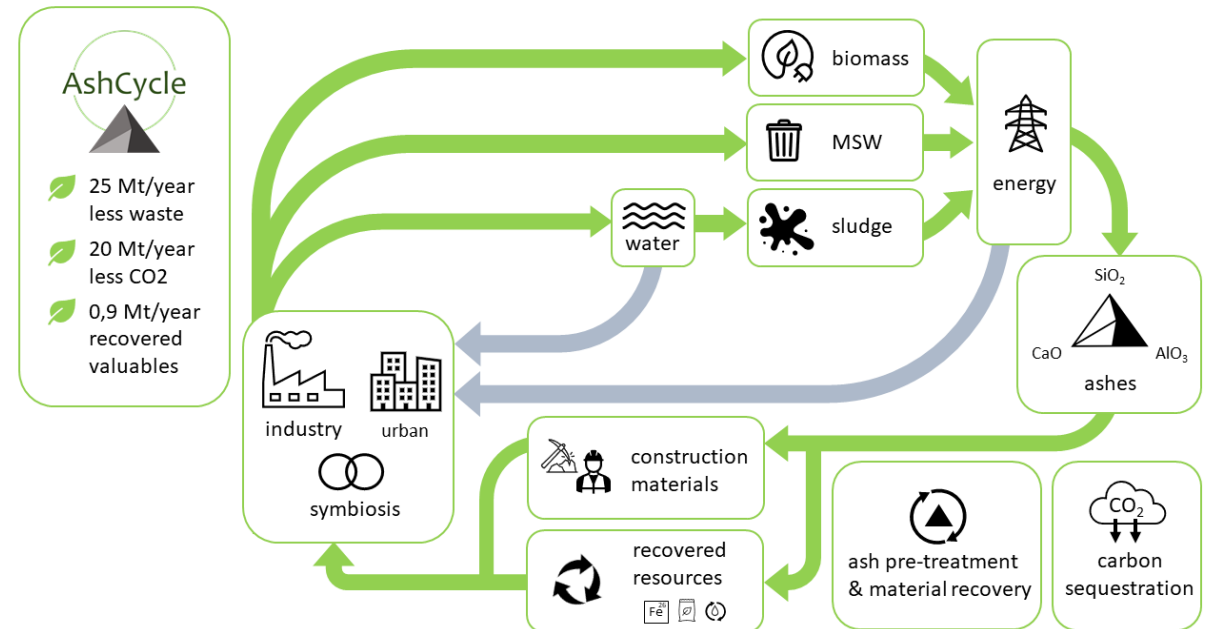 AshCycle
25 Mt/year
less waste
20 Mt/year
less CO2
0,9 Mt/year
recovered
valuables
biomass
MSW
water
sludge
energy
SiO₂
CaO
AlO₃
ashes
industry
urban
symbiosis
construction
materials
recovered
resources
26
Fe
ash pre-treatment
& material recovery
CO₂
carbon
sequestration